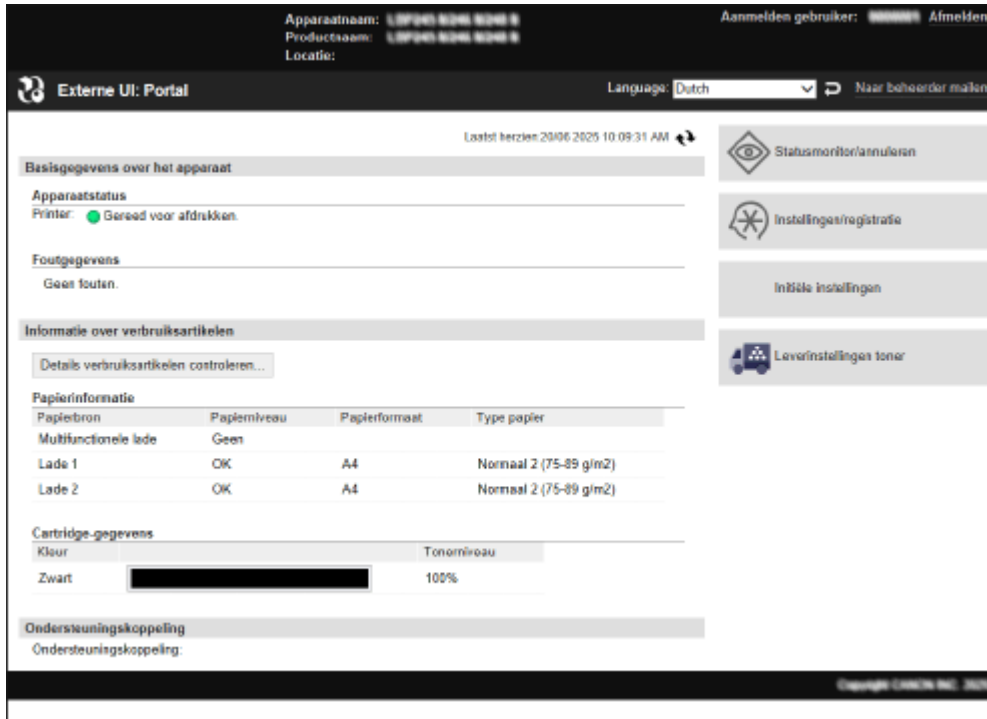 Apparaatnaam:
Productnaam:
Locatie:
Aanmelden gebruiker: Afmelden
Externe UI: Portal
Language: Dutch Naar beheerder mailen
Laatst herzien:20/06 2025 10:09:31 AM
Basisgegevens over het apparaat
Apparaatstatus
Printer: Gereed voor afdrukken.
Foutgegevens
Geen fouten.
Informatie over verbruiksartikelen
Details verbruiksartikelen controleren...
Papierinformatie
Papierbron Papierniveau Papierformaat Type papier
Multifunctionele lade Geen
Lade 1 OK A4 Normaal 2 (75-89 g/m2)
Lade 2 OK A4 Normaal 2 (75-89 g/m2)
Cartridge-gegevens
Kleur Tonerniveau
Zwart 100%
Ondersteuningskoppeling
Ondersteuningskoppeling:
Statusmonitor/annuleren
Instellingen/registratie
Initiële instellingen
Leverinstellingen toner
Copyright CANON INC.